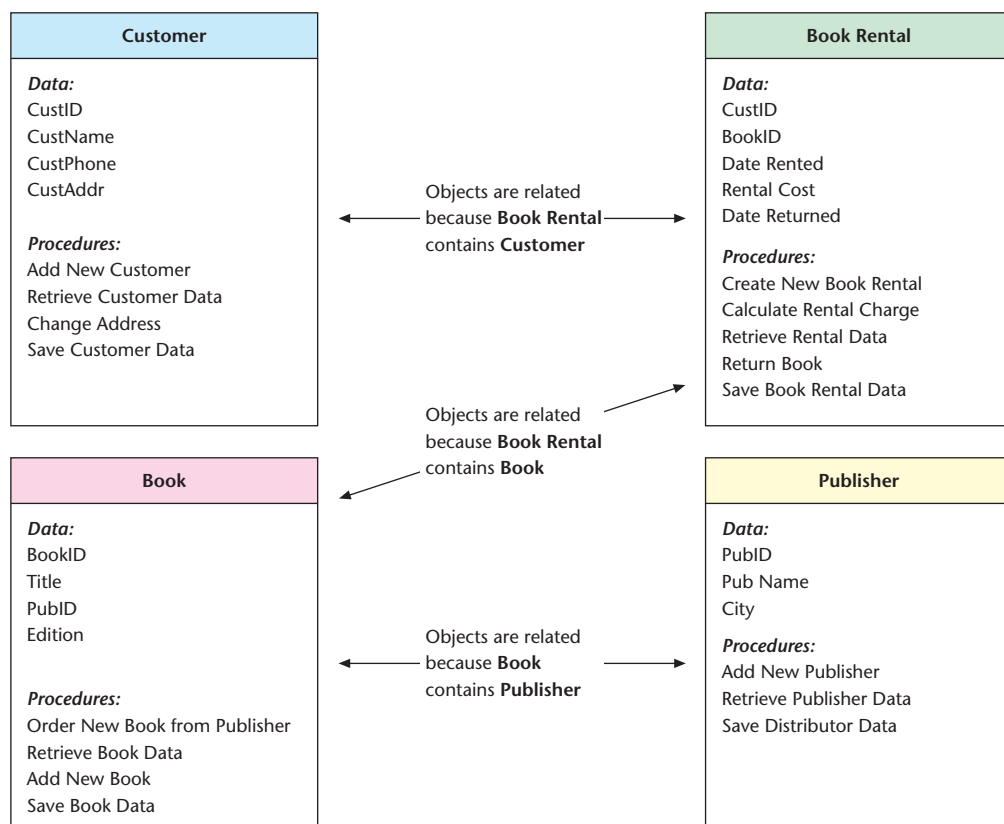 Customer
Data:
CustID
CustName
CustPhone
CustAddr
Procedures:
Add New Customer
Retrieve Customer Data
Change Address
Save Customer Data
Objects are related
because Book Rental
contains Customer
Book Rental
Data:
CustID
BookID
Date Rented
Rental Cost
Date Returned
Procedures:
Create New Book Rental
Calculate Rental Charge
Retrieve Rental Data
Return Book
Save Book Rental Data
Objects are related
because Book Rental
contains Book
Book
Data:
BookID
Title
PubID
Edition
Procedures:
Order New Book from Publisher
Retrieve Book Data
Add New Book
Save Book Data
Objects are related
because Book
contains Publisher
Publisher
Data:
PubID
Pub Name
City
Procedures:
Add New Publisher
Retrieve Publisher Data
Save Distributor Data